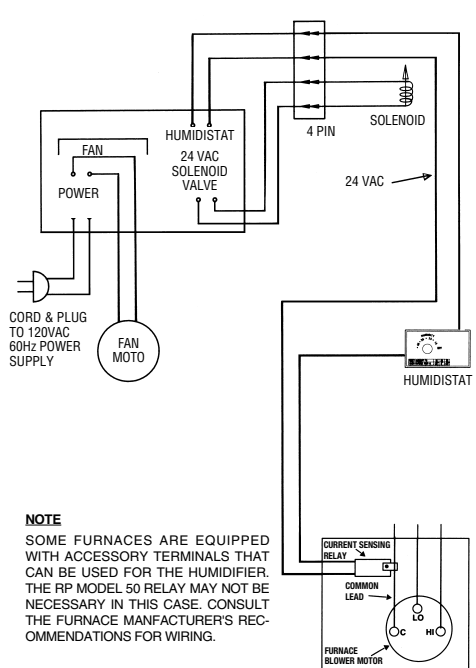 4 PIN
SOLENOID
HUMIDISTAT
FAN
24 VAC
SOLENOID
VALVE
POWER
24 VAC
CORD & PLUG
TO 120VAC
60Hz POWER
SUPPLY
FAN
MOTO
HUMIDISTAT
NOTE
SOME FURNACES ARE EQUIPPED
WITH ACCESSORY TERMINALS THAT
CAN BE USED FOR THE HUMIDIFIER.
THE RP MODEL 50 RELAY MAY NOT BE
NECESSARY IN THIS CASE. CONSULT
THE FURNACE MANFACTURER'S REC-
OMMENDATIONS FOR WIRING.
CURRENT SENSING
RELAY
COMMON
LEAD
LO
C
HI
FURNACE
BLOWER MOTOR